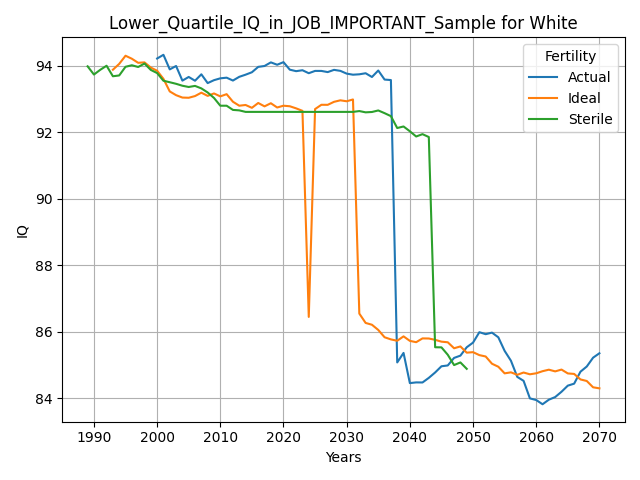 Lower_Quartile_IQ_in_JOB_IMPORTANT_Sample for White
Fertility
Actual
Ideal
Sterile
IQ
94
92
90
88
86
84
1990 2000 2010 2020 2030 2040 2050 2060 2070
Years